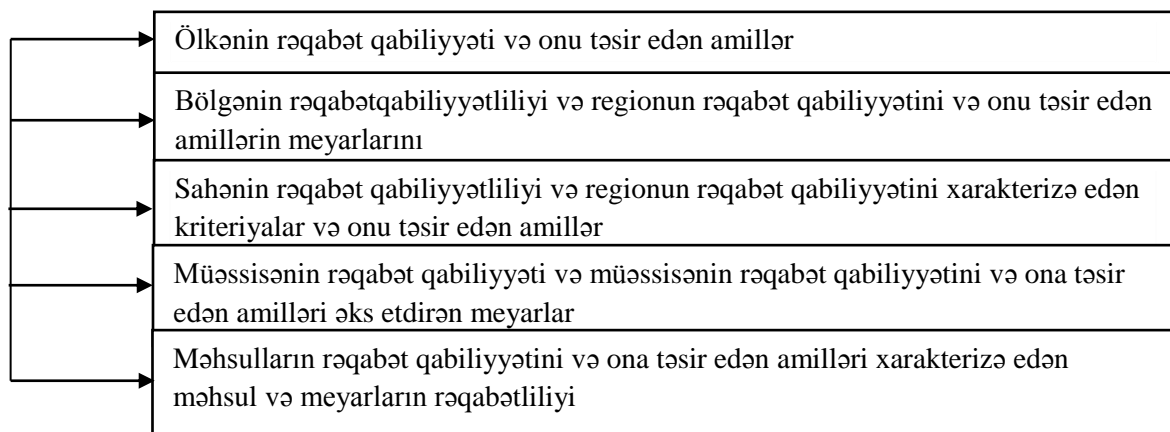 Ölkənin rəqabət qabiliyyəti və onu təsir edən amillər
Bölgənin rəqabətqabiliyyətliliyi və regionun rəqabət qabiliyyətini və onu təsir edən
amillərin meyarlarını
Sahənin rəqabət qabiliyyətliliyi və regionun rəqabət qabiliyyətini xarakterizə edən
kriteriyalar və onu təsir edən amillər
Müəssisənin rəqabət qabiliyyəti və müəssisənin rəqabət qabiliyyətini və ona təsir
edən amilləri əks etdirən meyarlar
Məhsulların rəqabət qabiliyyətini və ona təsir edən amilləri xarakterizə edən
məhsul və meyarların rəqabətliliyi